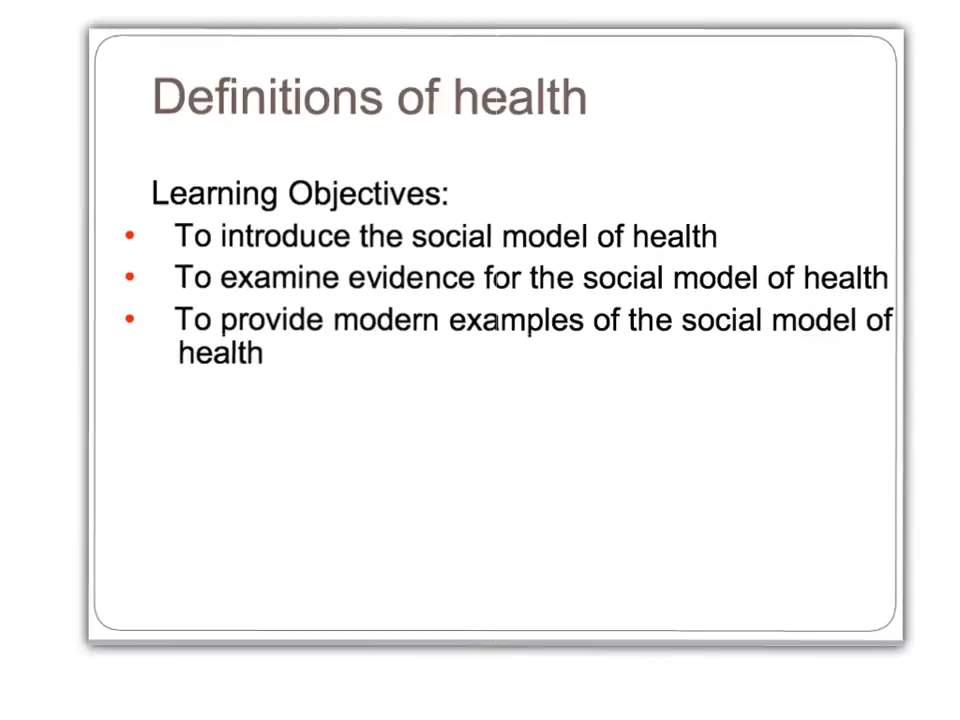 Definitions of health
Learning Objectives:
• To introduce the social model of health
• To examine evidence for the social model of health
• To provide modern examples of the social model of
health